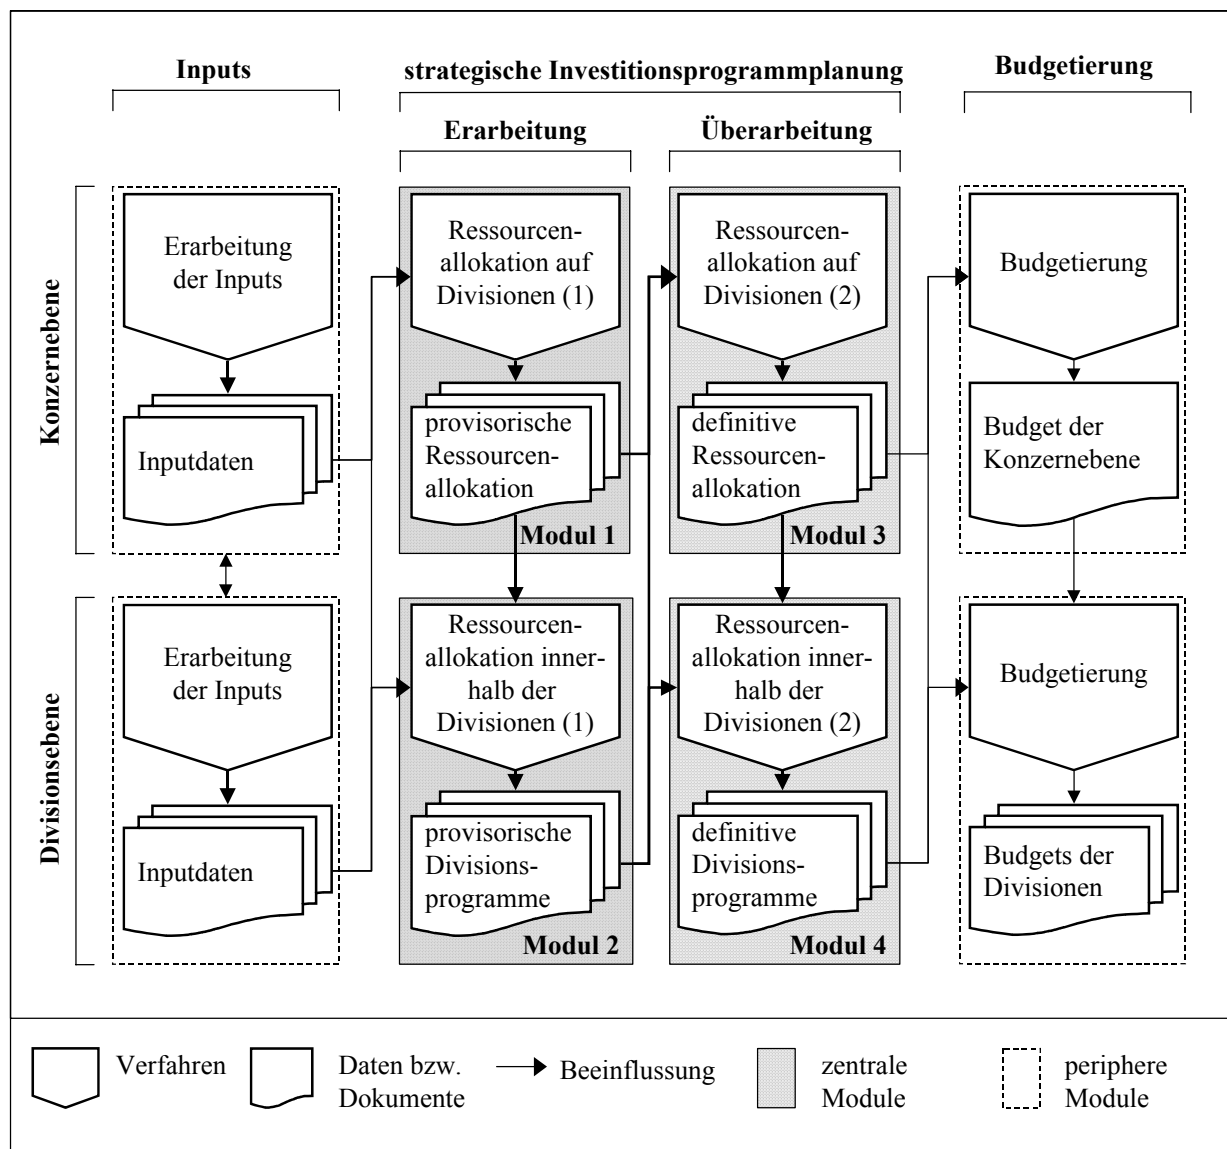 Inputs
strategische Investitionsprogrammplanung
Budgetierung
Erarbeitung
Überarbeitung
Konzernebene
Erarbeitung
der Inputs
Inputdaten
Ressourcen-
allokation auf
Divisionen (1)
provisorische
Ressourcen-
allokation
Modul 1
Ressourcen-
allokation auf
Divisionen (2)
definitive
Ressourcen-
allokation
Modul 3
Budgetierung
Budget der
Konzernebene
Divisionsebene
Erarbeitung
der Inputs
Inputdaten
Ressourcen-
allokation inner-
halb der
Divisionen (1)
provisorische
Divisions-
programme
Modul 2
Ressourcen-
allokation inner-
halb der
Divisionen (2)
definitive
Divisions-
programme
Modul 4
Budgetierung
Budgets der
Divisionen
Verfahren
Daten bzw.
Dokumente
Beeinflussung
zentrale
Module
periphere
Module